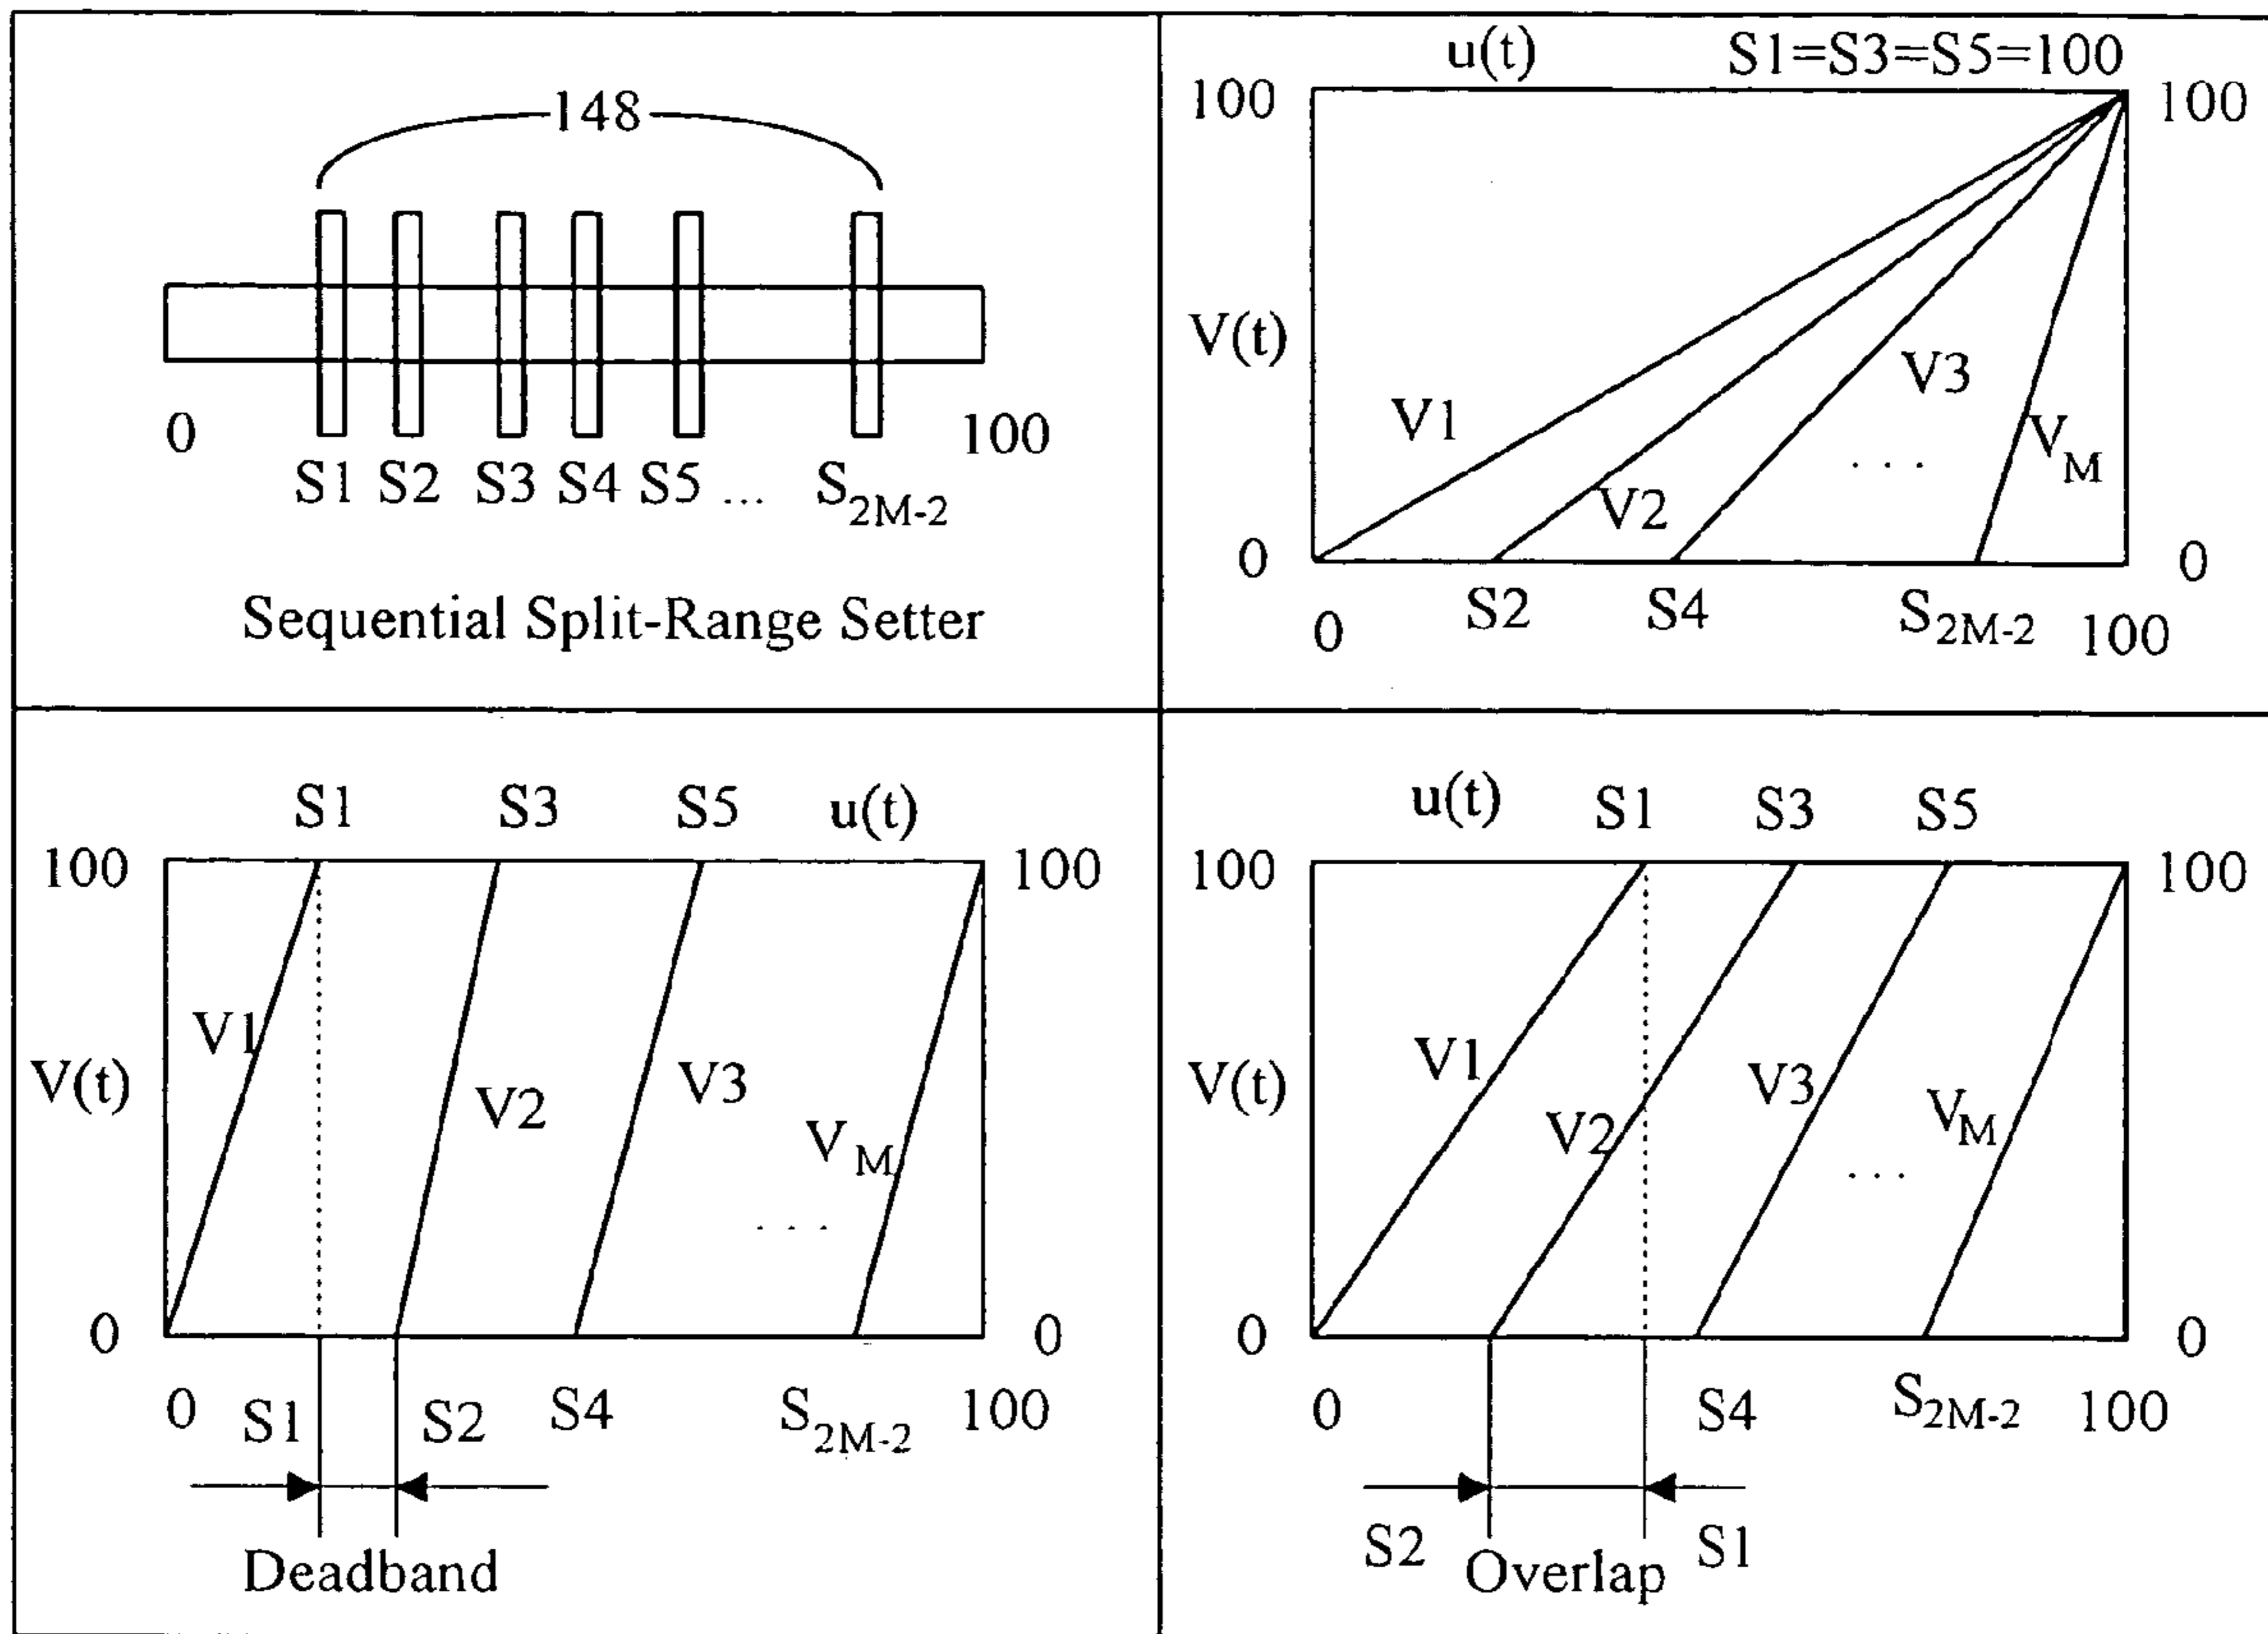 148
0 100
S1 S2 S3 S4 S5 ... S2M-2
Sequential Split-Range Setter
u(t) S1=S3=S5=100
100 100
V(t)
V1
V2
V3
VM
...
0 0
S2 S4 S2M-2
0 100
S1 S3 S5 u(t)
100 100
V1
V(t)
V2
V3
VM
...
0 0
0 S1 S2 S4 S2M-2 100
Deadband
u(t) S1 S3 S5
100 100
V1
V(t)
V2
V3
VM
...
0 0
0 S4 S2M-2 100
S2 Overlap S1